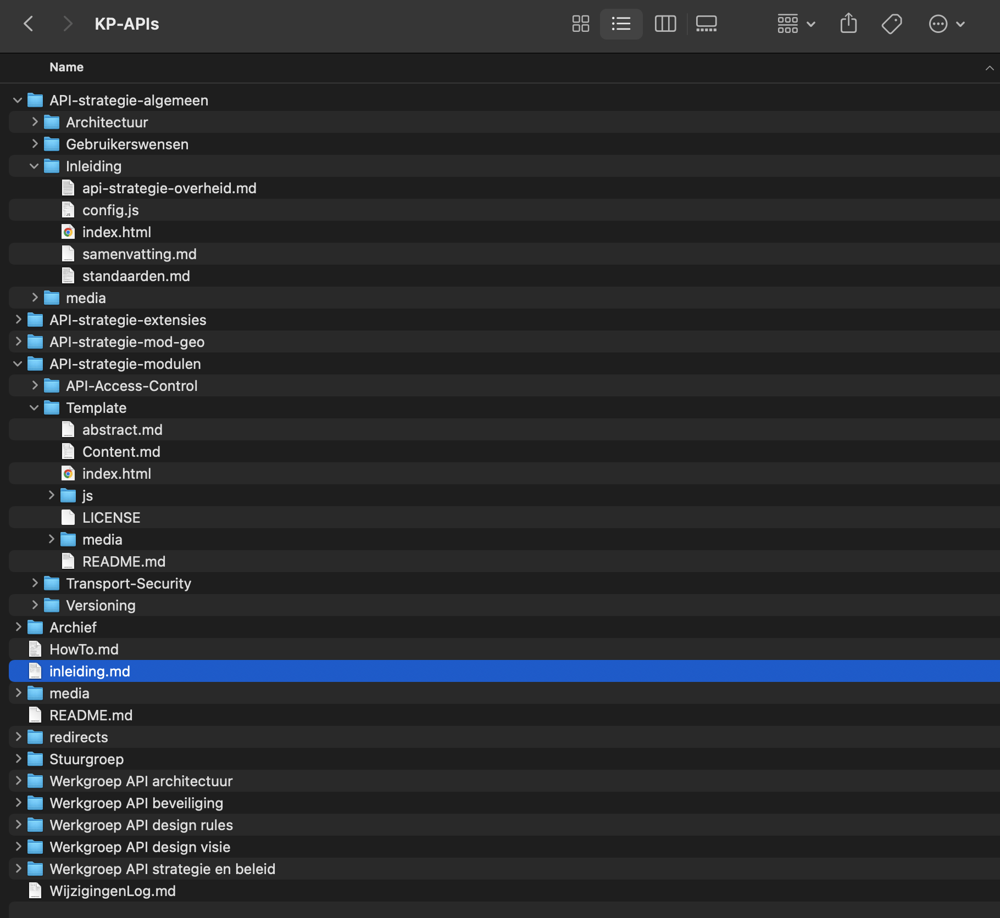 KP-APIs
Name
API-strategie-algemeen
Architectuur
Gebruikerswensen
Inleiding
api-strategie-overheid.md
config.js
index.html
samenvatting.md
standaarden.md
media
API-strategie-extensies
API-strategie-mod-geo
API-strategie-modulen
API-Access-Control
Template
abstract.md
Content.md
index.html
js
LICENSE
media
README.md
Transport-Security
Versioning
Archief
HowTo.md
inleiding.md
media
README.md
redirects
Stuurgroep
Werkgroep API architectuur
Werkgroep API beveiliging
Werkgroep API design rules
Werkgroep API design visie
Werkgroep API strategie en beleid
WijzigingenLog.md